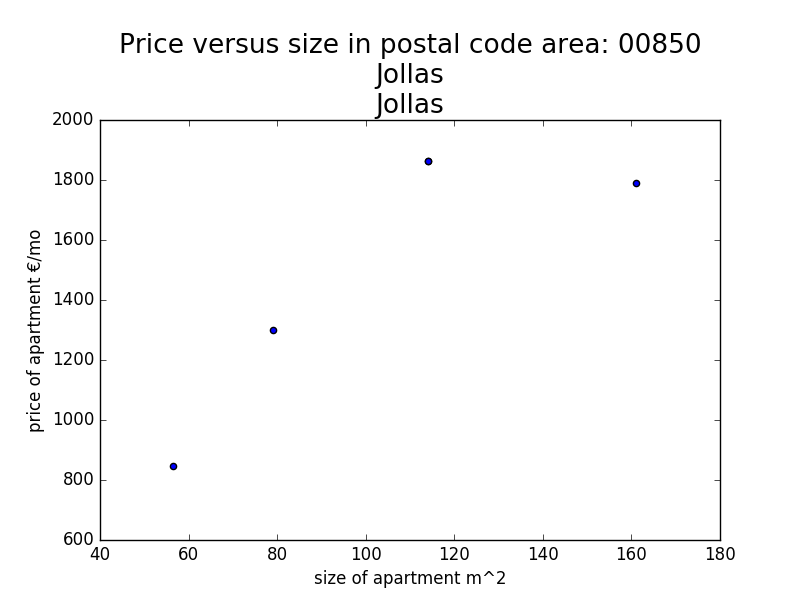 Price versus size in postal code area: 00850
Jollas
Jollas
2000
1800
1600
1400
1200
1000
800
600
price of apartment €/mo
40 60 80 100 120 140 160 180
size of apartment m^2